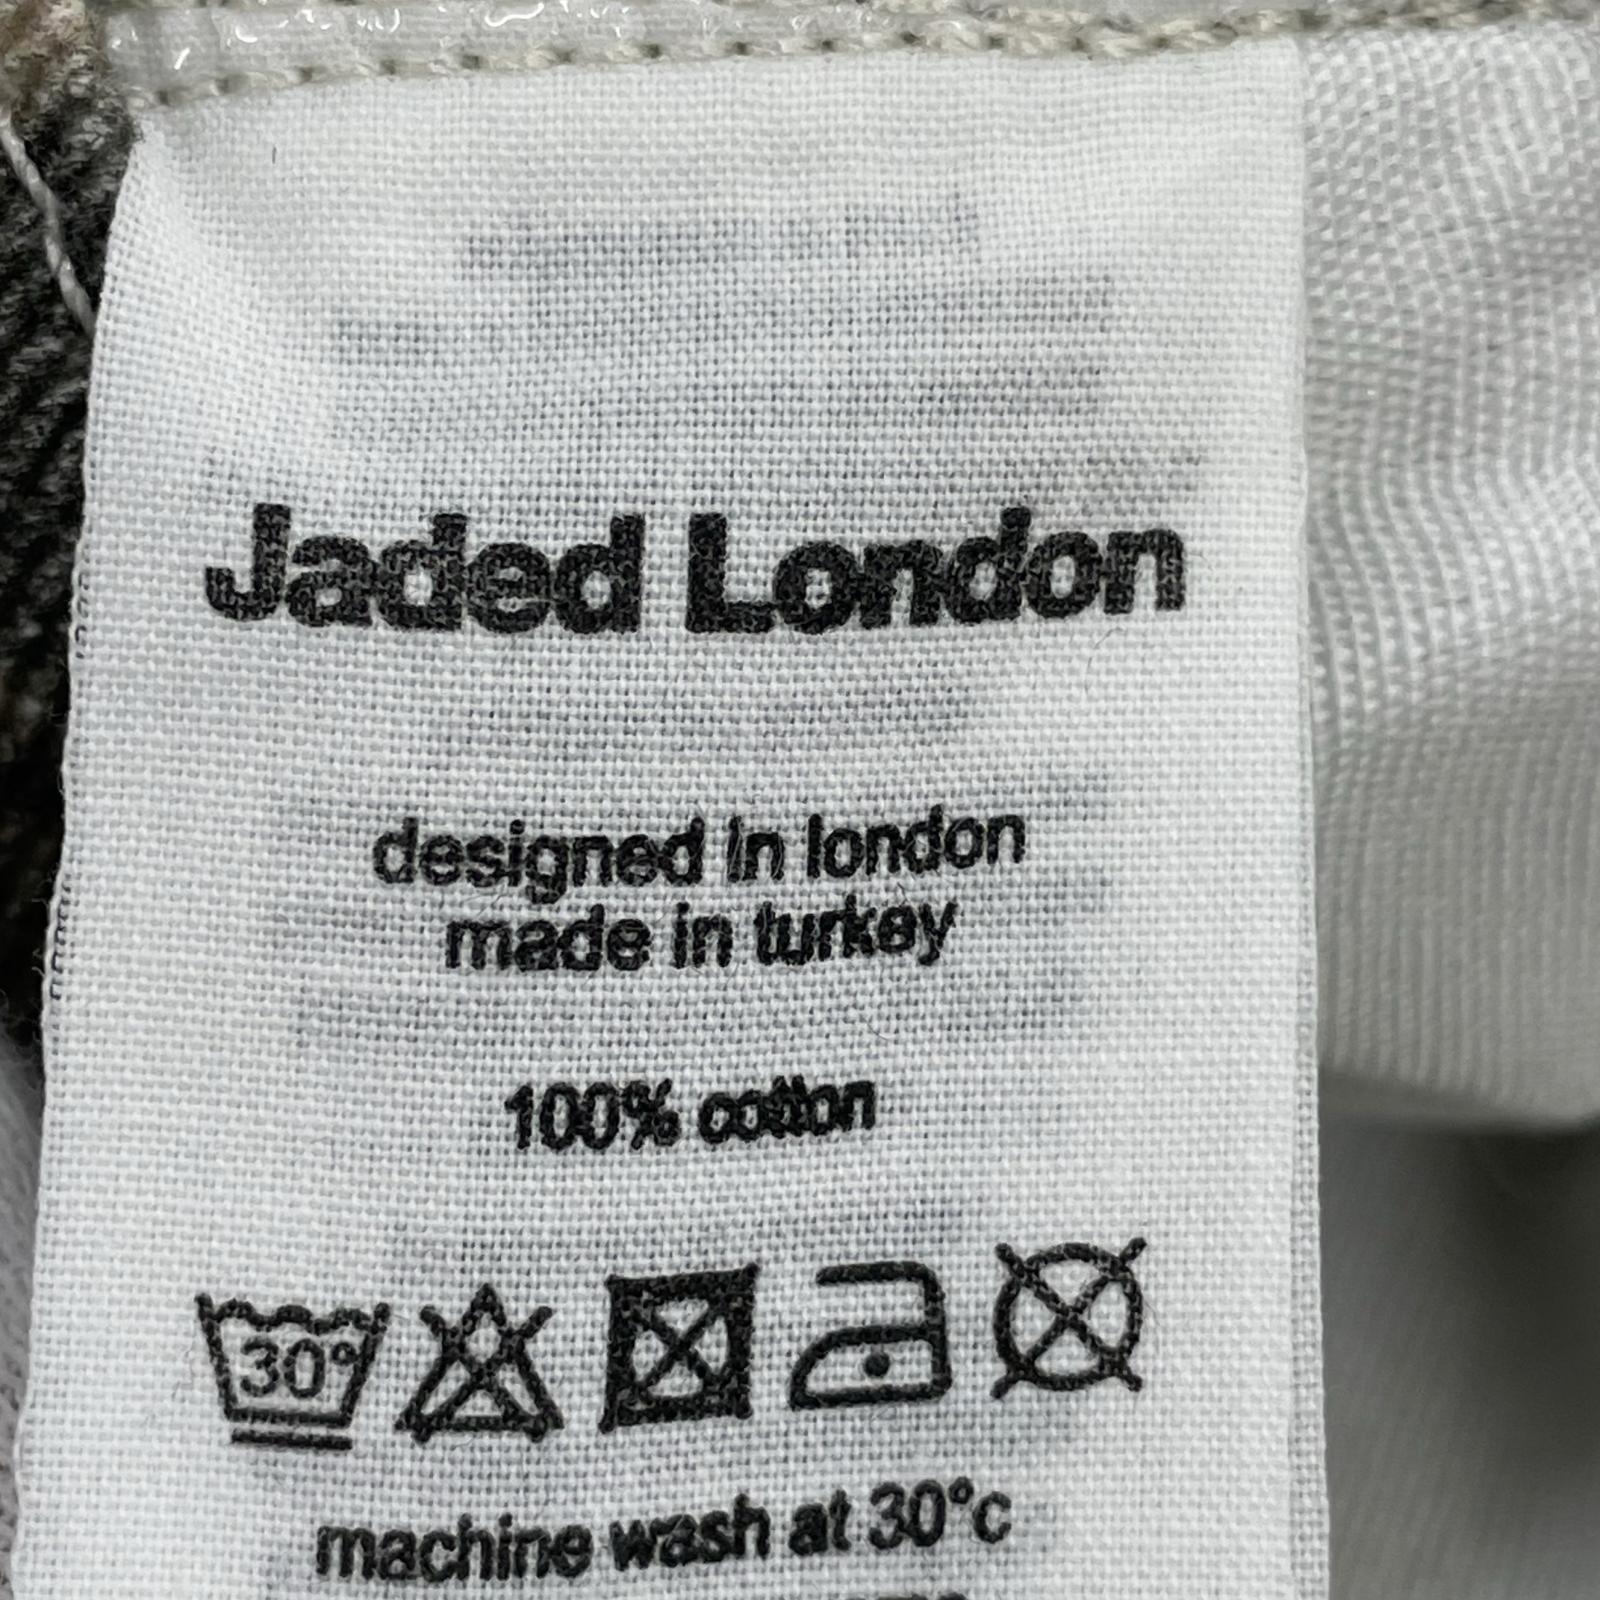 Jaded London
designed in london
made in turkey
100% cotton
30°
machine wash at 30°c